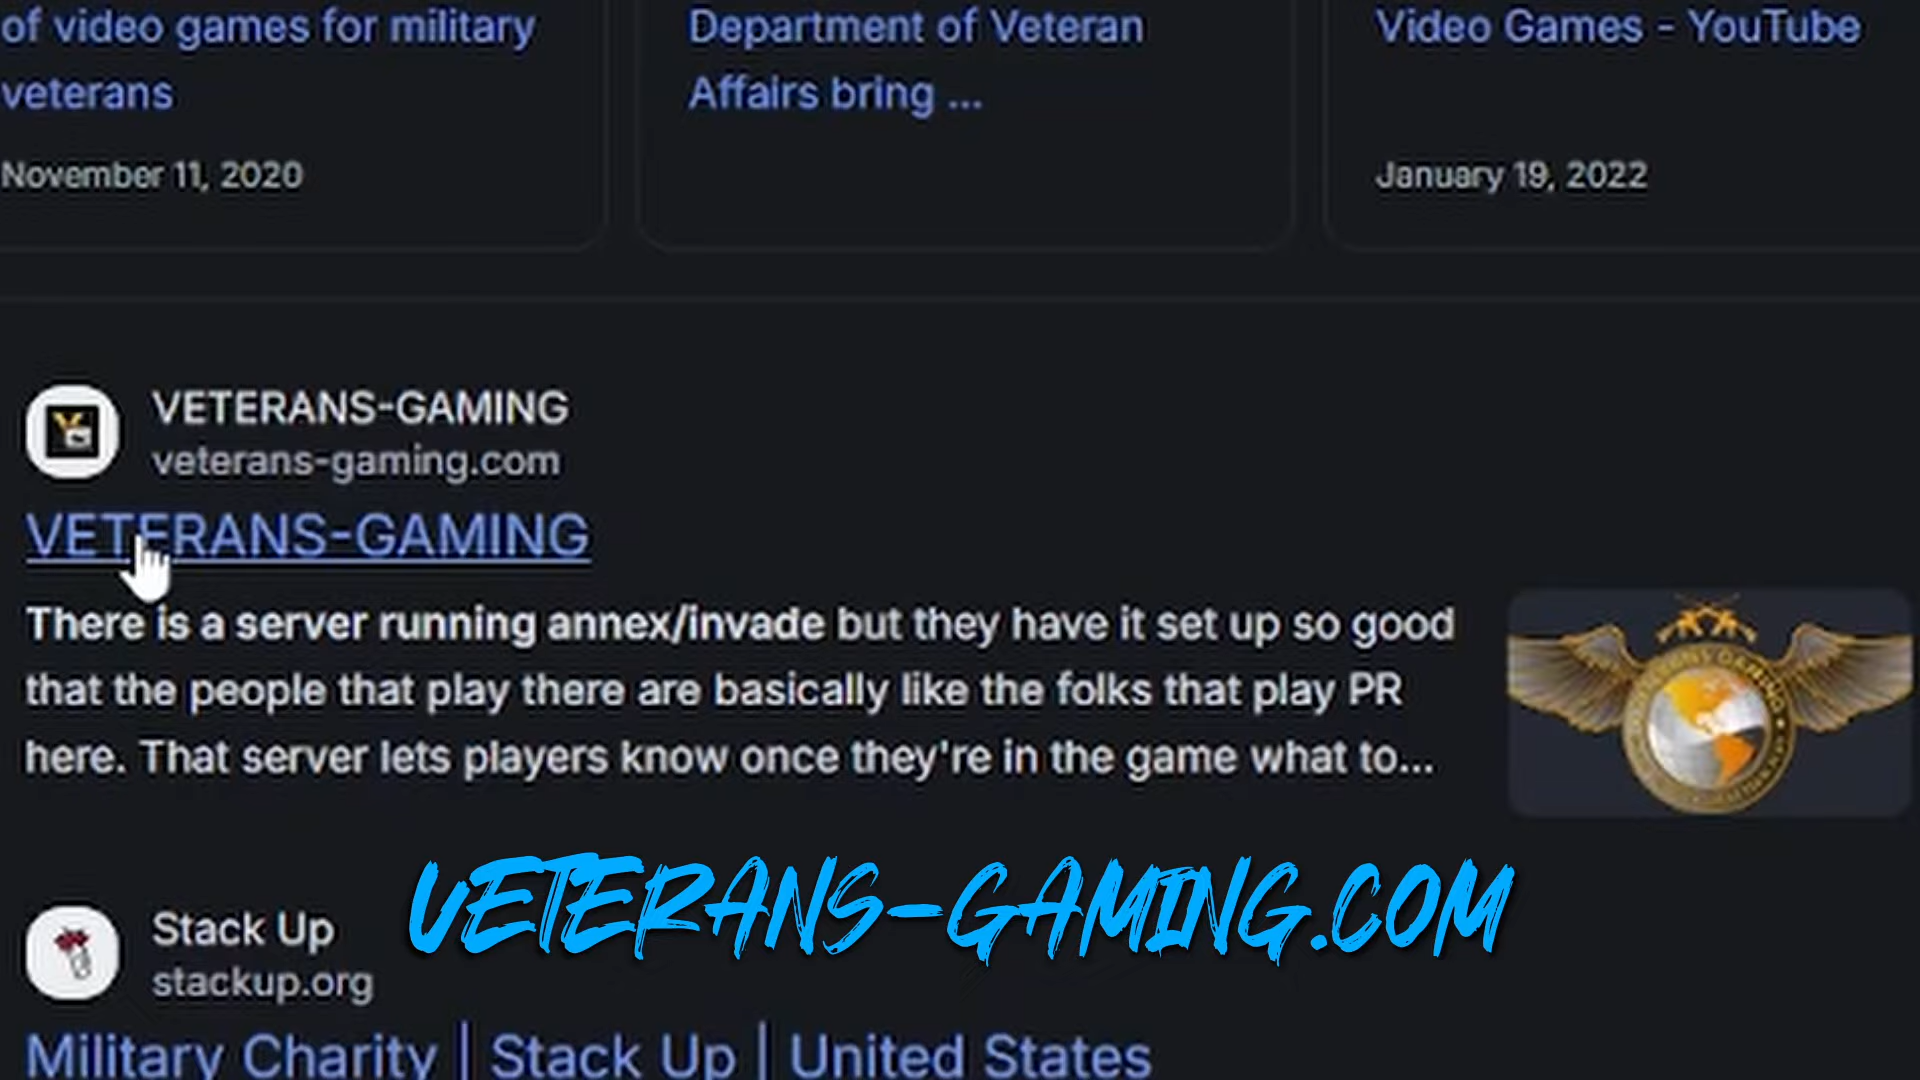 of video games for military
veterans
November 11, 2020
Department of Veteran
Affairs bring ...
Video Games - YouTube
January 19, 2022
VETERANS-GAMING
veterans-gaming.com
VETERANS-GAMING
There is a server running annex/invade but they have it set up so good
that the people that play there are basically like the folks that play PR
here. That server lets players know once they're in the game what to...
VETERANS-GAMING.COM
Stack Up
stackup.org
Military Charity | Stack Up | United States